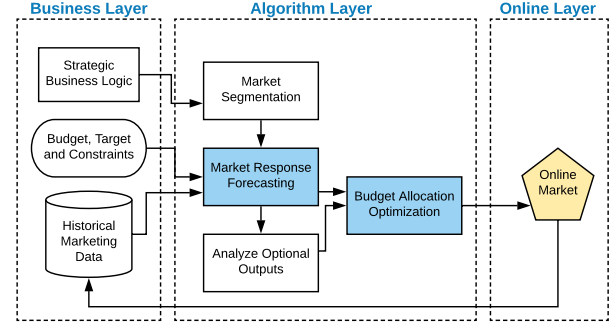 Business Layer
Algorithm Layer
Online Layer
Strategic
Business Logic
Budget, Target
and Constraints
Historical
Marketing
Data
Market
Segmentation
Market Response
Forecasting
Analyze Optional
Outputs
Budget Allocation
Optimization
Online
Market